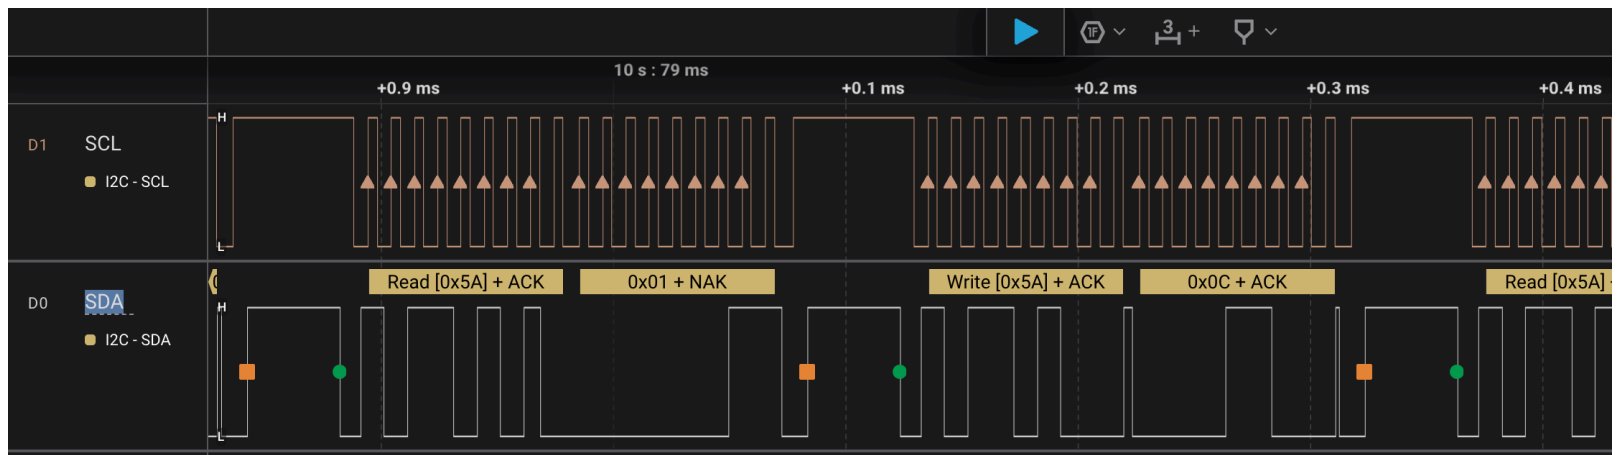 3 +
10 s : 79 ms
+0.9 ms +0.1 ms +0.2 ms +0.3 ms +0.4 ms
D1 SCL H
I2C - SCL
L
Read [0x5A] + ACK 0x01 + NAK Write [0x5A] + ACK 0x0C + ACK Read [0x5A]
D0 SDA H
I2C - SDA
L